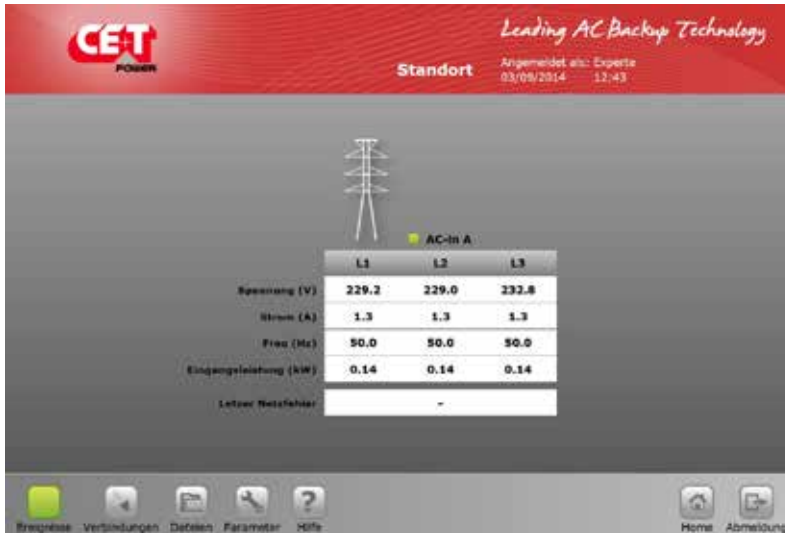 CE+T
POWER
Leading AC Backup Technology
Standort
Angemeldet als: Experte
03/09/2014 12:43
AC-In A
L1 L2 L3
Spannung (V) 229.2 229.0 232.8
Strom (A) 1.3 1.3 1.3
Freq (Hz) 50.0 50.0 50.0
Eingangsleistung (kW) 0.14 0.14 0.14
Letzer Netzfehler -
Ereignisse Verbindungen Dateien Parameter Hilfe Home Abmeldung